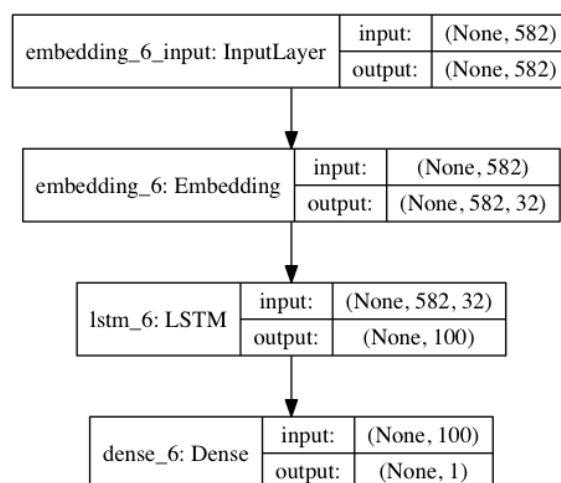 embedding_6_input: InputLayer
input: (None, 582)
output: (None, 582)
embedding_6: Embedding
input: (None, 582)
output: (None, 582, 32)
lstm_6: LSTM
input: (None, 582, 32)
output: (None, 100)
dense_6: Dense
input: (None, 100)
output: (None, 1)